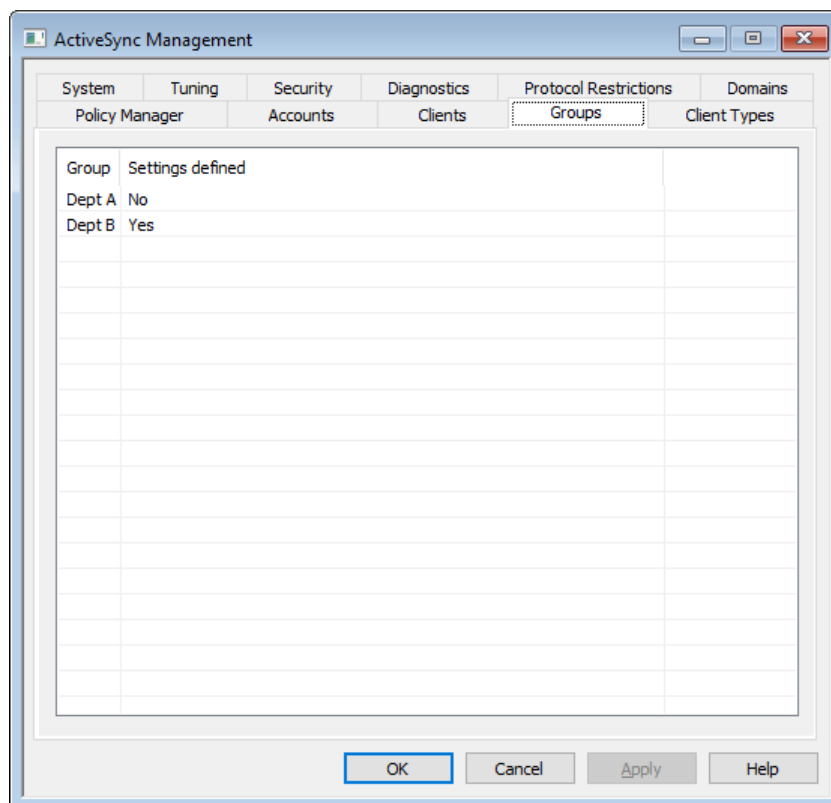 ActiveSync Management
System Tuning Security Diagnostics Protocol Restrictions Domains
Policy Manager Accounts Clients Groups Client Types
Group Settings defined
Dept A No
Dept B Yes
OK Cancel Apply Help